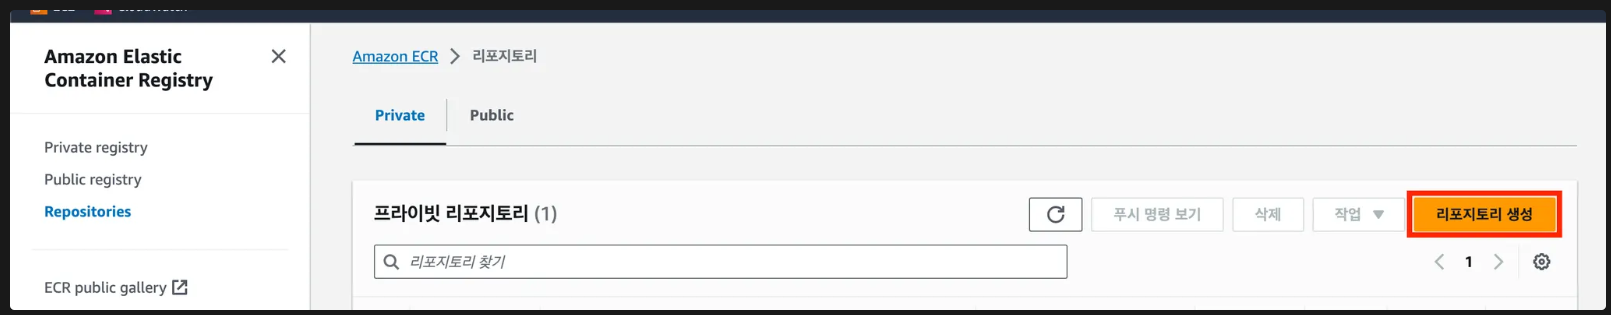 Amazon Elastic
Container Registry
Private registry
Public registry
Repositories
ECR public gallery
Amazon ECR > 리포지토리
Private
Public
프라이빗 리포지토리 (1)
푸시 명령 보기
삭제
작업
리포지토리 생성
리포지토리 찾기
1